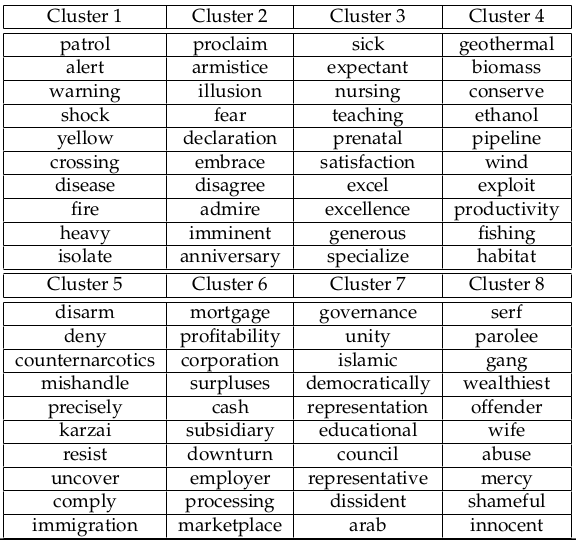 Cluster 1 Cluster 2 Cluster 3 Cluster 4
patrol proclaim sick geothermal
alert armistice expectant biomass
warning illusion nursing conserve
shock fear teaching ethanol
yellow declaration prenatal pipeline
crossing embrace satisfaction wind
disease disagree excel exploit
fire admire excellence productivity
heavy imminent generous fishing
isolate anniversary specialize habitat
Cluster 5 Cluster 6 Cluster 7 Cluster 8
disarm mortgage governance serf
deny profitability unity parolee
counternarcotics corporation islamic gang
mishandle surpluses democratically wealthiest
precisely cash representation offender
karzai subsidiary educational wife
resist downturn council abuse
uncover employer representative mercy
comply processing dissident shameful
immigration marketplace arab innocent